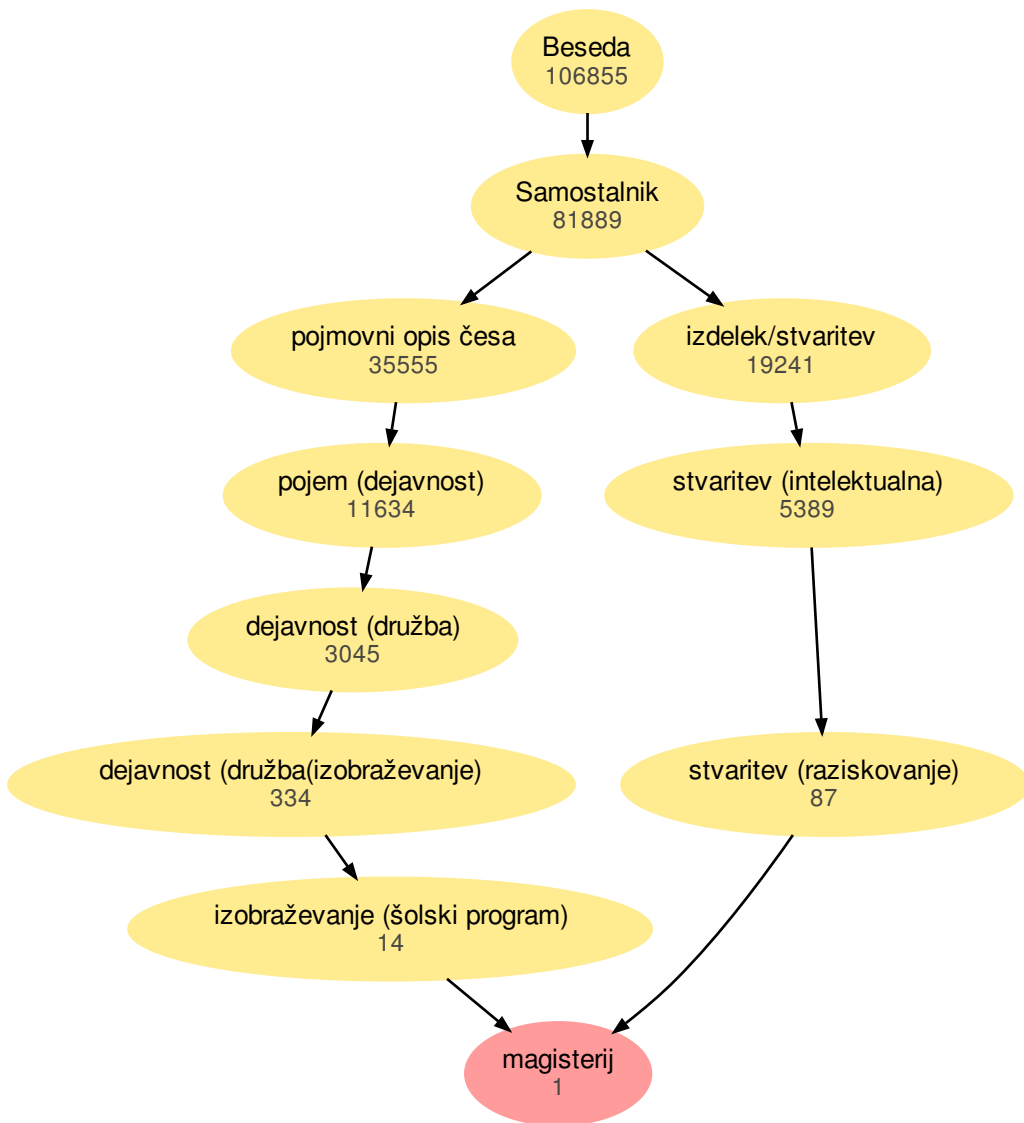 Beseda
106855
Samostalnik
81889
pojmovni opis česa
35555
izdelek/stvaritev
19241
pojem (dejavnost)
11634
stvaritev (intelektualna)
5389
dejavnost (družba)
3045
dejavnost (družba(izobraževanje)
334
stvaritev (raziskovanje)
87
izobraževanje (šolski program)
14
magisterij
1